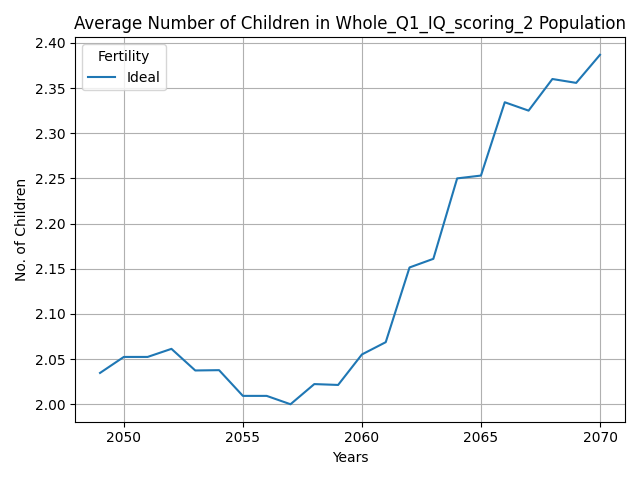 Average Number of Children in Whole_Q1_IQ_scoring_2 Population
Fertility
Ideal
2.40
2.35
2.30
2.25
2.20
2.15
2.10
2.05
2.00
No. of Children
2050 2055 2060 2065 2070
Years